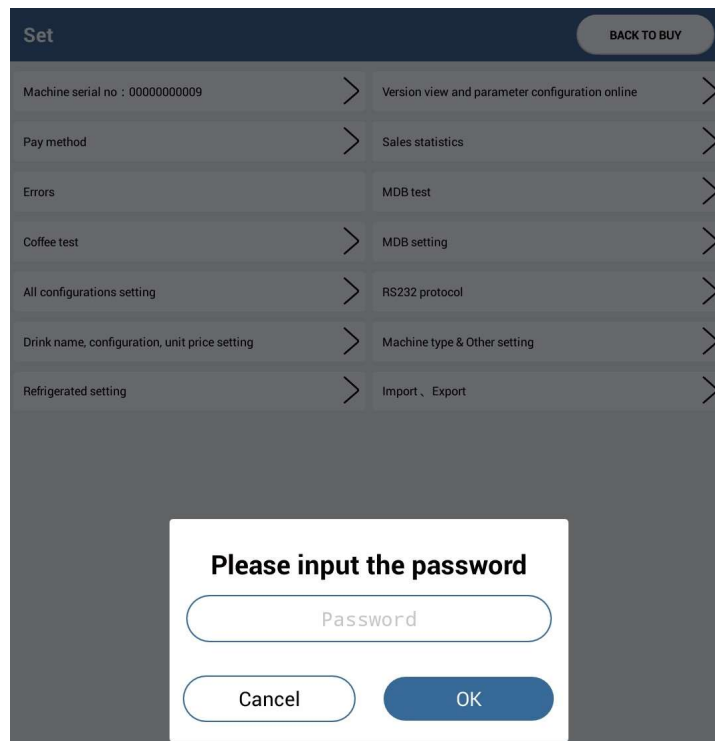 Set
BACK TO BUY
Machine serial no：00000000009
Version view and parameter configuration online
Pay method
Sales statistics
Errors
MDB test
Coffee test
MDB setting
All configurations setting
RS232 protocol
Drink name, configuration, unit price setting
Machine type & Other setting
Refrigerated setting
Import、Export
Please input the password
Password
Cancel
OK